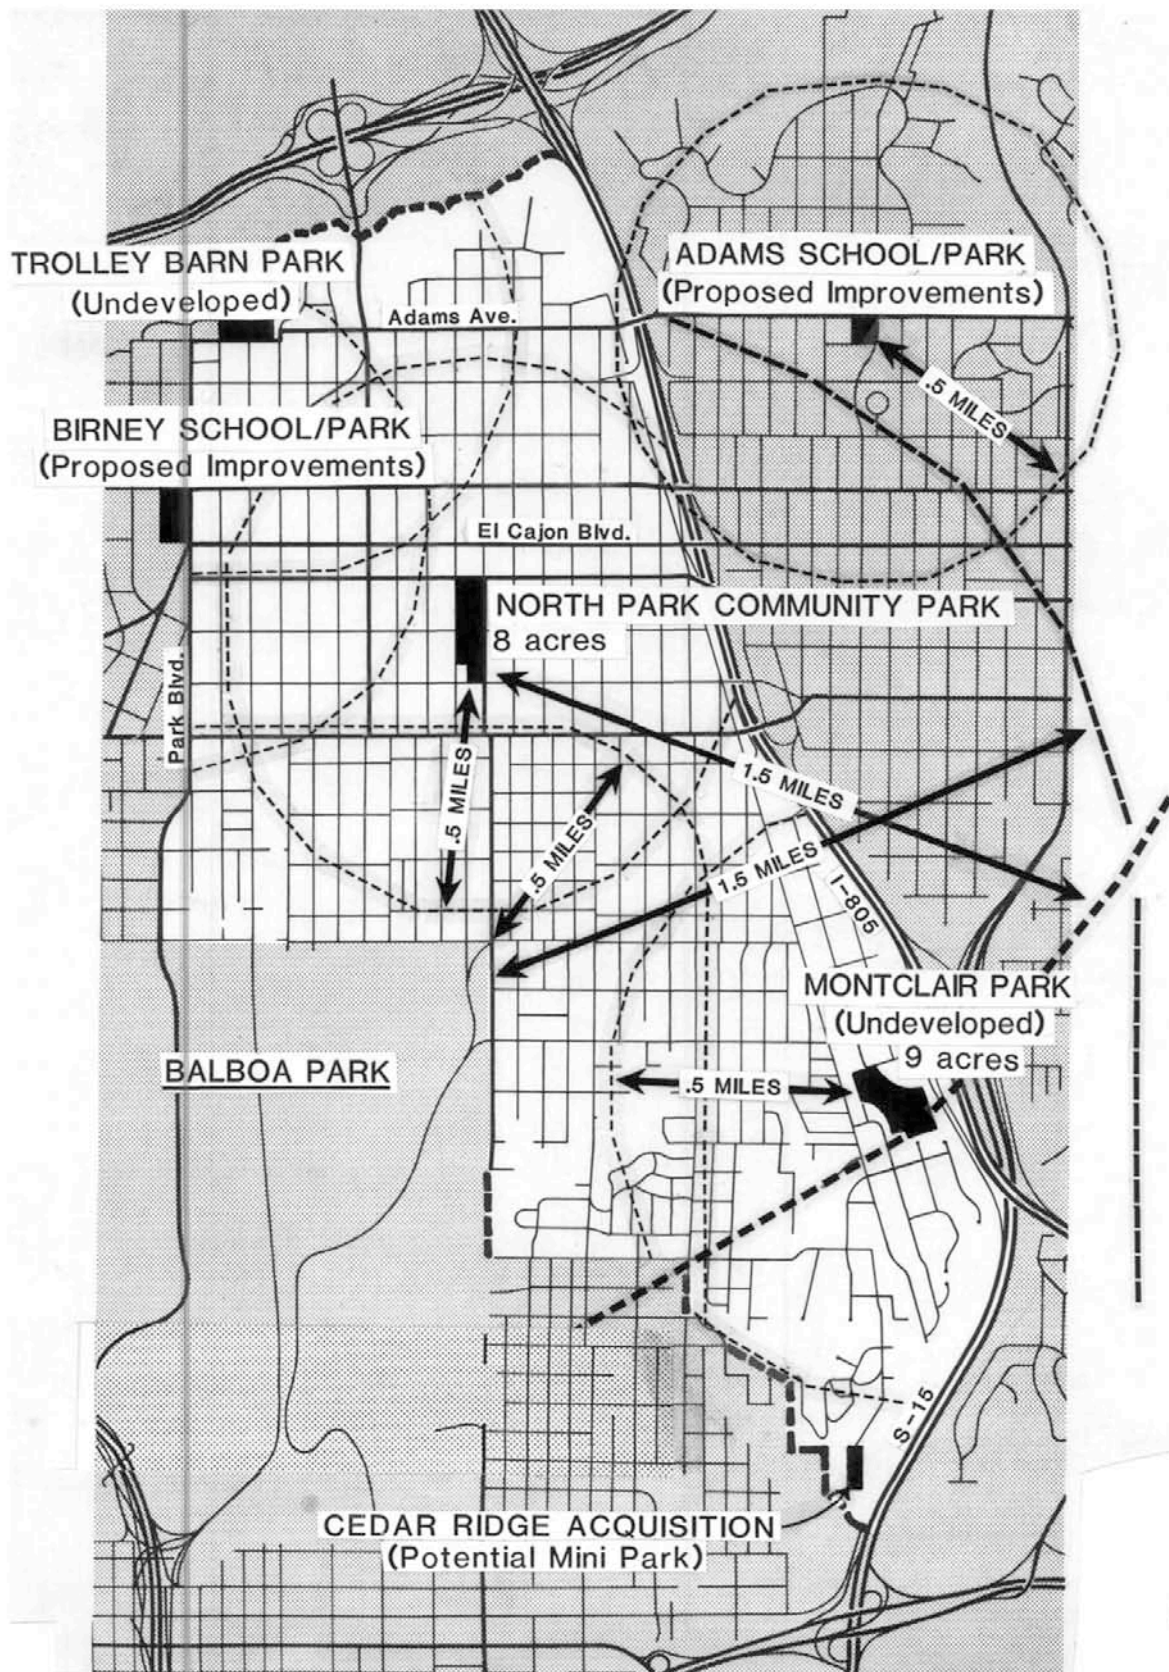 TROLLEY BARN PARK
(Undeveloped)
ADAMS SCHOOL/PARK
(Proposed Improvements)
Adams Ave.
.5 MILES
BIRNEY SCHOOL/PARK
(Proposed Improvements)
El Cajon Blvd.
NORTH PARK COMMUNITY PARK
8 acres
Park Blvd.
.5 MILES
.5 MILES
1.5 MILES
1.5 MILES
I-805
MONTCLAIR PARK
(Undeveloped)
9 acres
BALBOA PARK
.5 MILES
S-15
CEDAR RIDGE ACQUISITION
(Potential Mini Park)